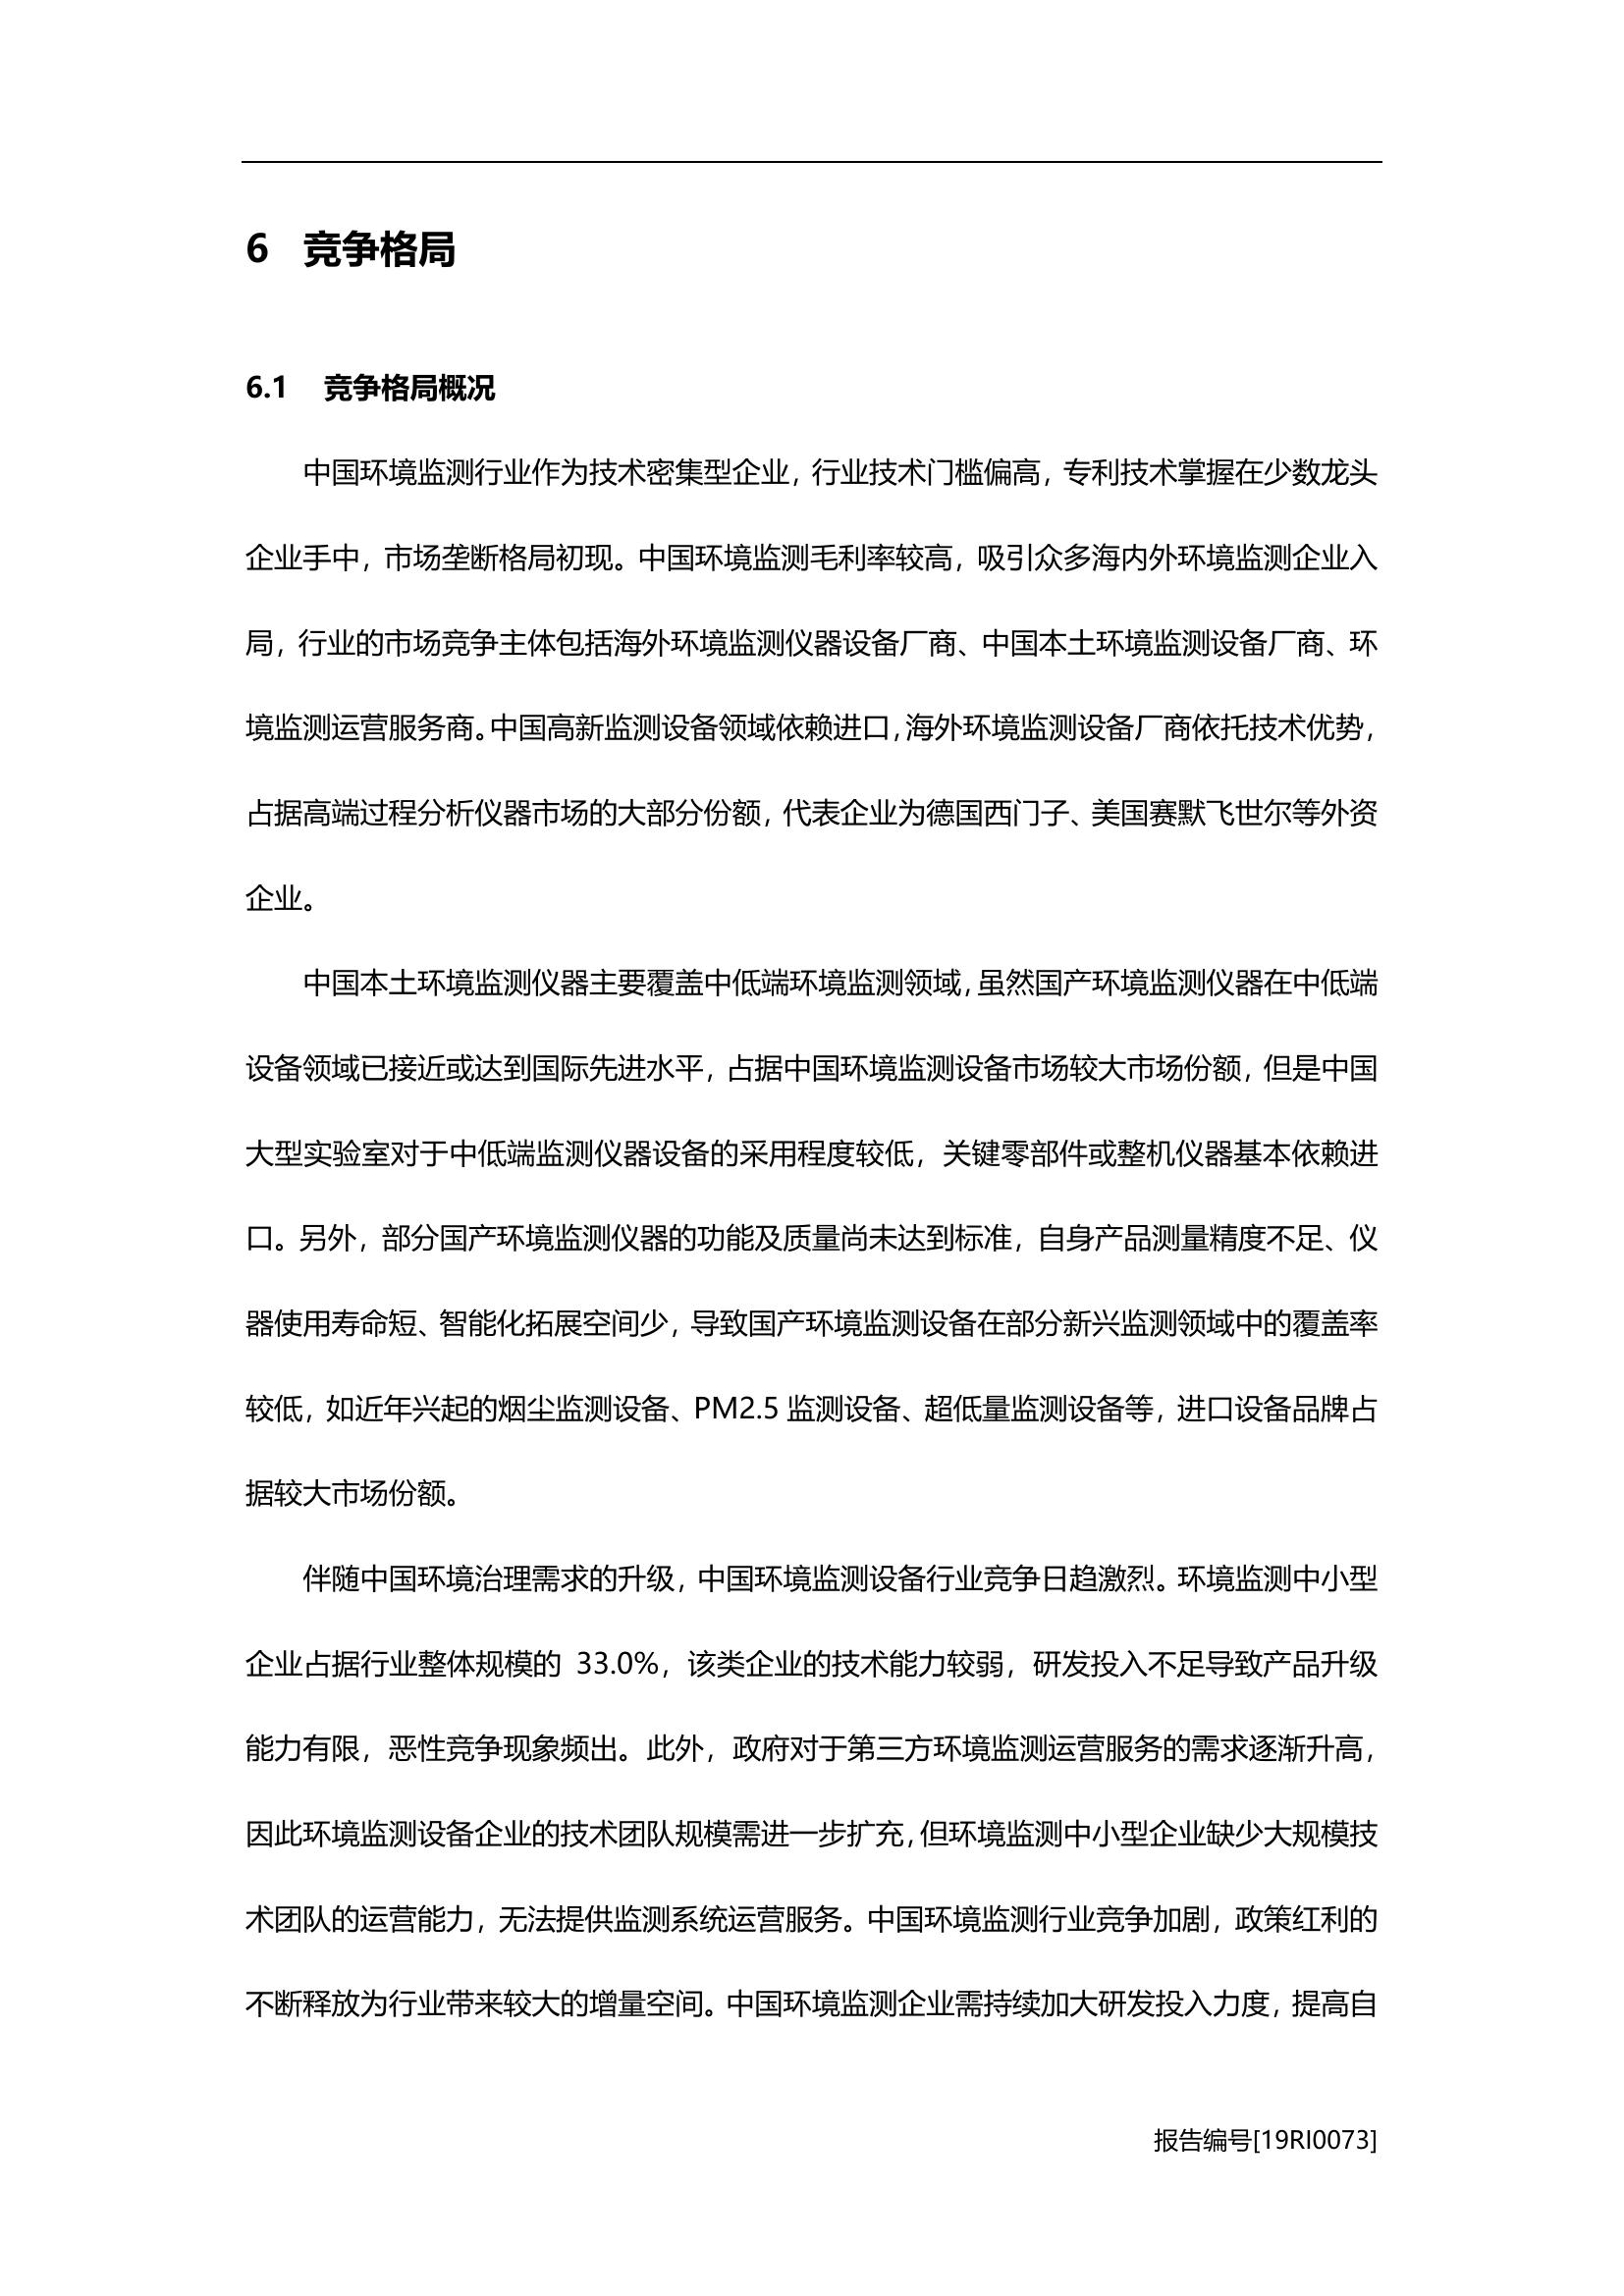 6 竞争格局
6.1 竞争格局概况
中国环境监测行业作为技术密集型企业，行业技术门槛偏高，专利技术掌握在少数龙头
企业手中，市场垄断格局初现。中国环境监测毛利率较高，吸引众多海内外环境监测企业入
局，行业的市场竞争主体包括海外环境监测仪器设备厂商、中国本土环境监测设备厂商、环
境监测运营服务商。中国高新监测设备领域依赖进口，海外环境监测设备厂商依托技术优势，
占据高端过程分析仪器市场的大部分份额，代表企业为德国西门子、美国赛默飞世尔等外资
企业。
中国本土环境监测仪器主要覆盖中低端环境监测领域，虽然国产环境监测仪器在中低端
设备领域已接近或达到国际先进水平，占据中国环境监测设备市场较大市场份额，但是中国
大型实验室对于中低端监测仪器设备的采用程度较低，关键零部件或整机仪器基本依赖进
口。另外，部分国产环境监测仪器的功能及质量尚未达到标准，自身产品测量精度不足、仪
器使用寿命短、智能化拓展空间少，导致国产环境监测设备在部分新兴监测领域中的覆盖率
较低，如近年兴起的烟尘监测设备、PM2.5 监测设备、超低量监测设备等，进口设备品牌占
据较大市场份额。
伴随中国环境治理需求的升级，中国环境监测设备行业竞争日趋激烈。环境监测中小型
企业占据行业整体规模的 33.0%，该类企业的技术能力较弱，研发投入不足导致产品升级
能力有限，恶性竞争现象频出。此外，政府对于第三方环境监测运营服务的需求逐渐升高，
因此环境监测设备企业的技术团队规模需进一步扩充，但环境监测中小型企业缺少大规模技
术团队的运营能力，无法提供监测系统运营服务。中国环境监测行业竞争加剧，政策红利的
不断释放为行业带来较大的增量空间。中国环境监测企业需持续加大研发投入力度，提高自
报告编号[19RI0073]